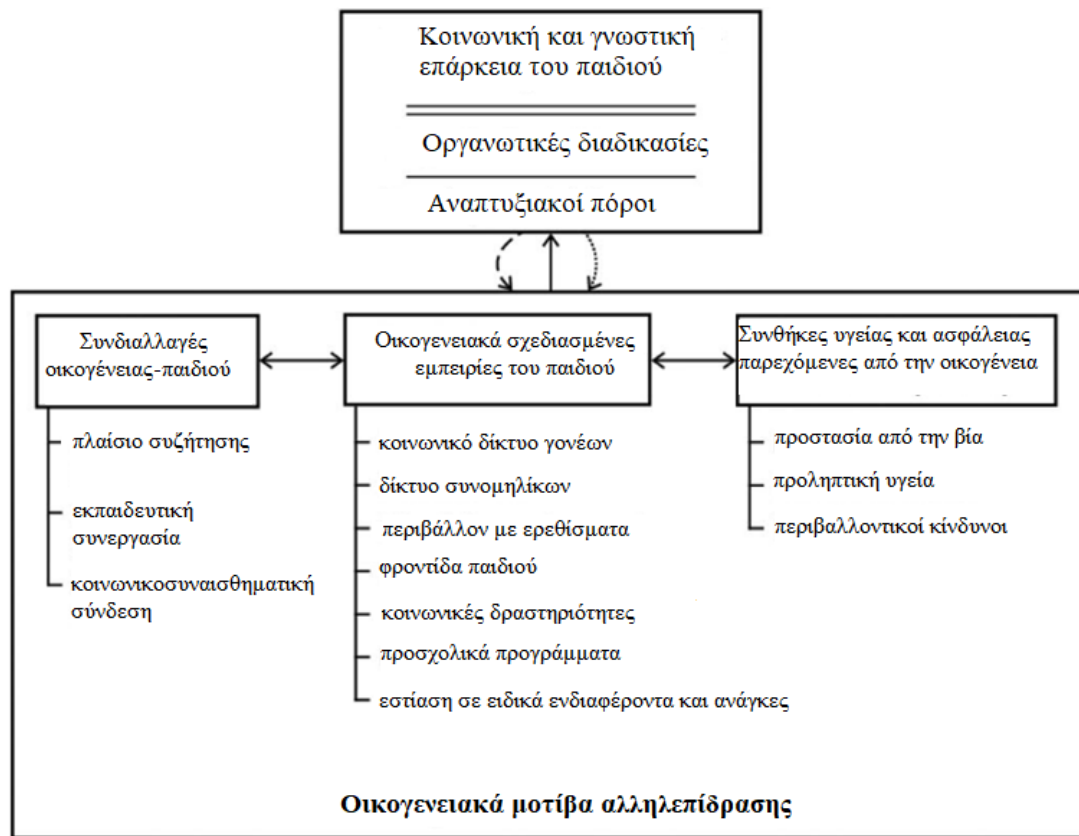 Κοινωνική και γνωστική
επάρκεια του παιδιού
Οργανωτικές διαδικασίες
Αναπτυξιακοί πόροι
Συνδιαλλαγές
οικογένειας-παιδιού
πλαίσιο συζήτησης
εκπαιδευτική
συνεργασία
κοινωνικοσυναισθηματική
σύνδεση
Οικογενειακά σχεδιασμένες
εμπειρίες του παιδιού
κοινωνικό δίκτυο γονέων
δίκτυο συνομηλίκων
περιβάλλον με ερεθίσματα
φροντίδα παιδιού
κοινωνικές δραστηριότητες
προσχολικά προγράμματα
εστίαση σε ειδικά ενδιαφέροντα και ανάγκες
Συνθήκες υγείας και ασφάλειας
παρεχόμενες από την οικογένεια
προστασία από την βία
προληπτική υγεία
περιβαλλοντικοί κίνδυνοι
Οικογενειακά μοτίβα αλληλεπίδρασης